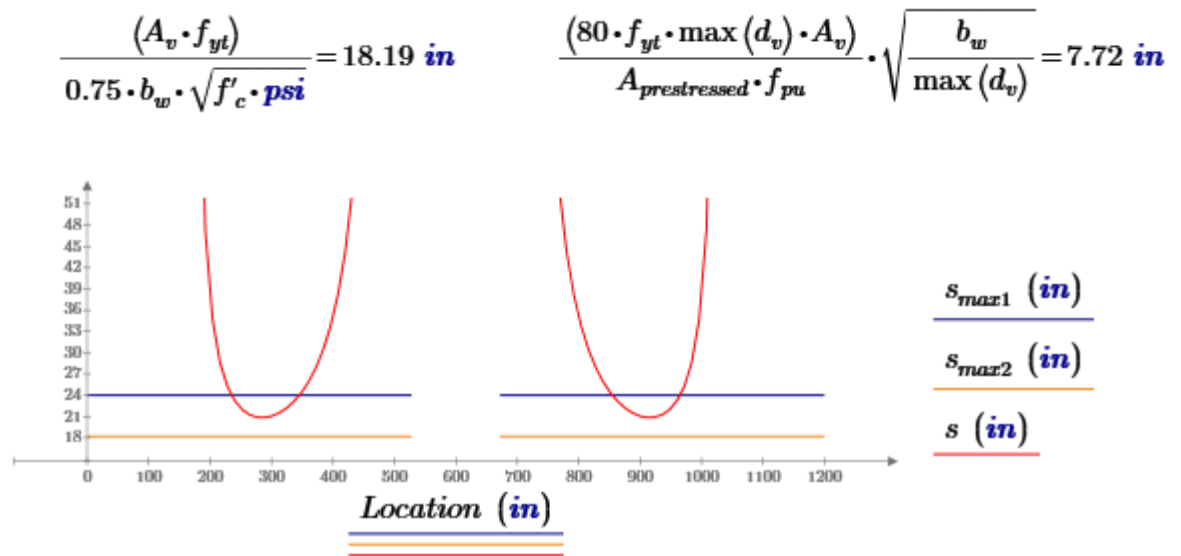 (A_v·f_yt) / (0.75·b_w·√(f′_c·psi)) = 18.19 in
(80·f_yt·max(d_v)·A_v) / (A_prestressed·f_pu) · √(b_w / max(d_v)) = 7.72 in
51
48
45
42
39
36
33
30
27
24
21
18
0 100 200 300 400 500 600 700 800 900 1000 1100 1200
Location (in)
s_max1 (in)
s_max2 (in)
s (in)